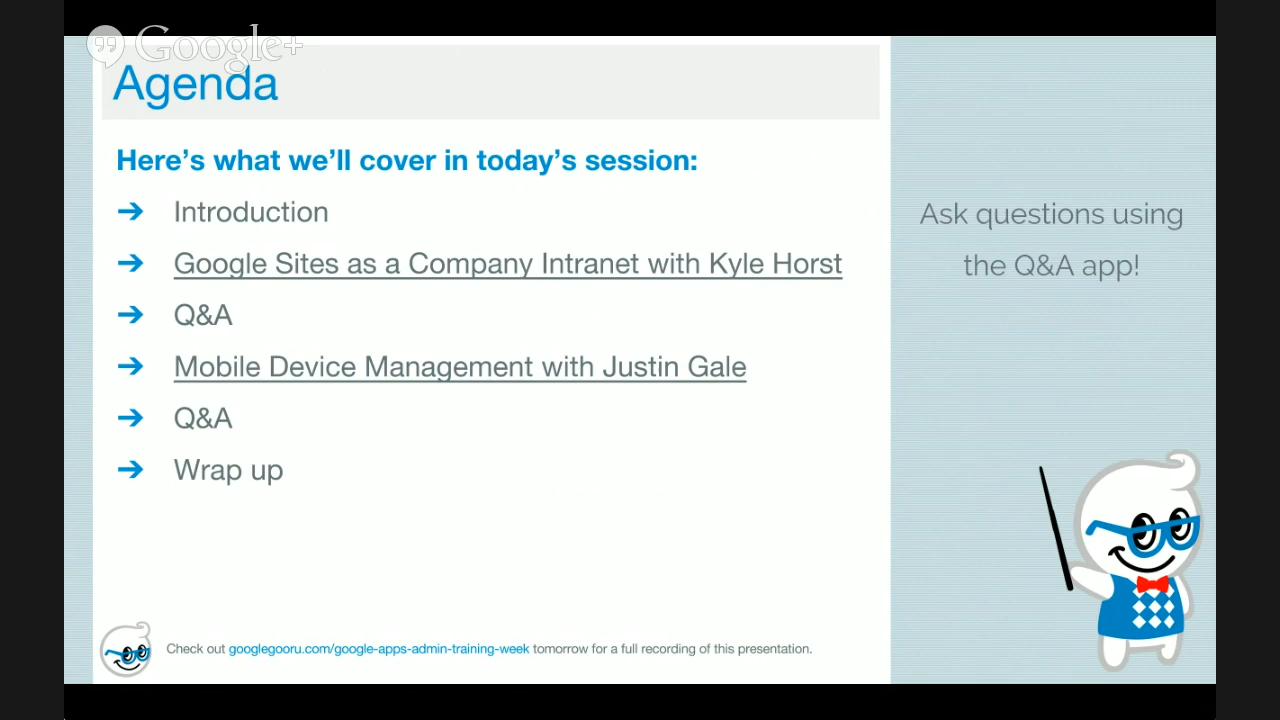 Google+
Agenda
Here's what we'll cover in today's session:
➔ Introduction
➔ Google Sites as a Company Intranet with Kyle Horst
➔ Q&A
➔ Mobile Device Management with Justin Gale
➔ Q&A
➔ Wrap up
Ask questions using
the Q&A app!
Check out googlegooru.com/google-apps-admin-training-week tomorrow for a full recording of this presentation.